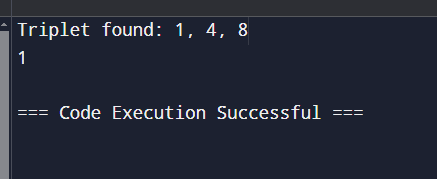 Triplet found: 1, 4, 8
1
=== Code Execution Successful ===